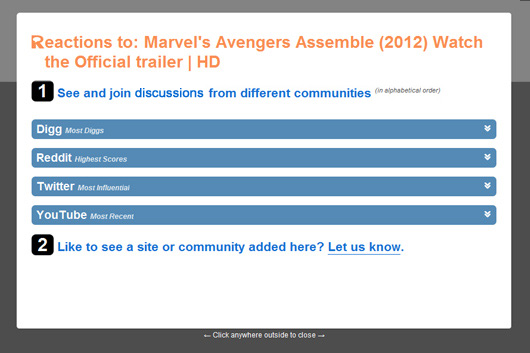 Reactions to: Marvel's Avengers Assemble (2012) Watch
the Official trailer | HD
1 See and join discussions from different communities (in alphabetical order)
Digg Most Diggs
Reddit Highest Scores
Twitter Most Influential
YouTube Most Recent
2 Like to see a site or community added here? Let us know.
← Click anywhere outside to close →